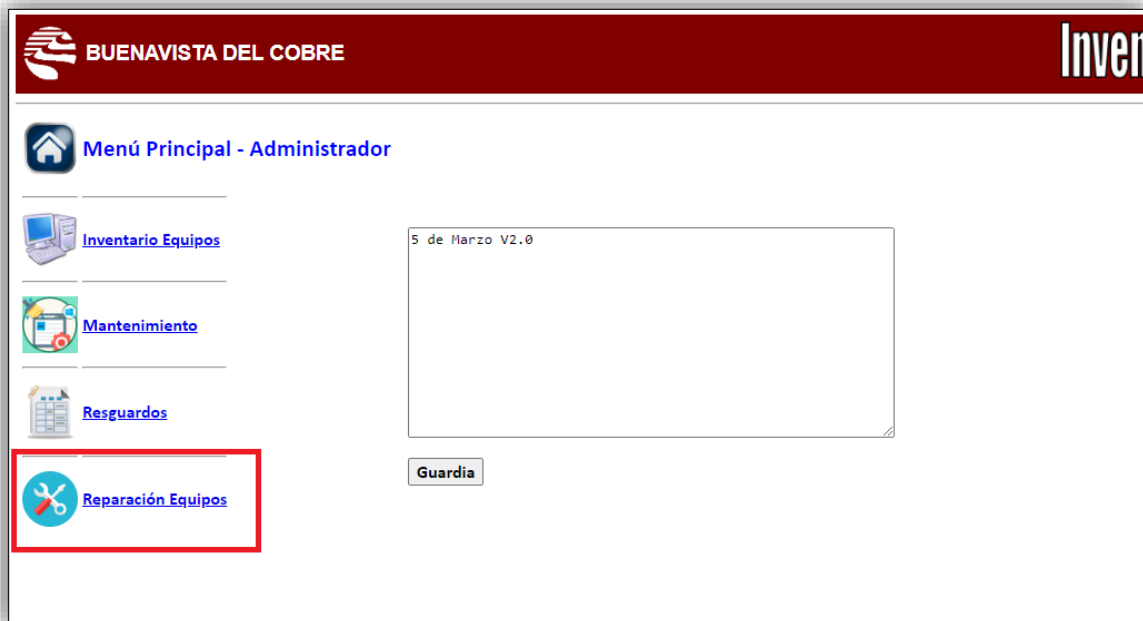 BUENAVISTA DEL COBRE
Inven
Menú Principal - Administrador
Inventario Equipos
5 de Marzo V2.0
Mantenimiento
Resguardos
Guardia
Reparación Equipos